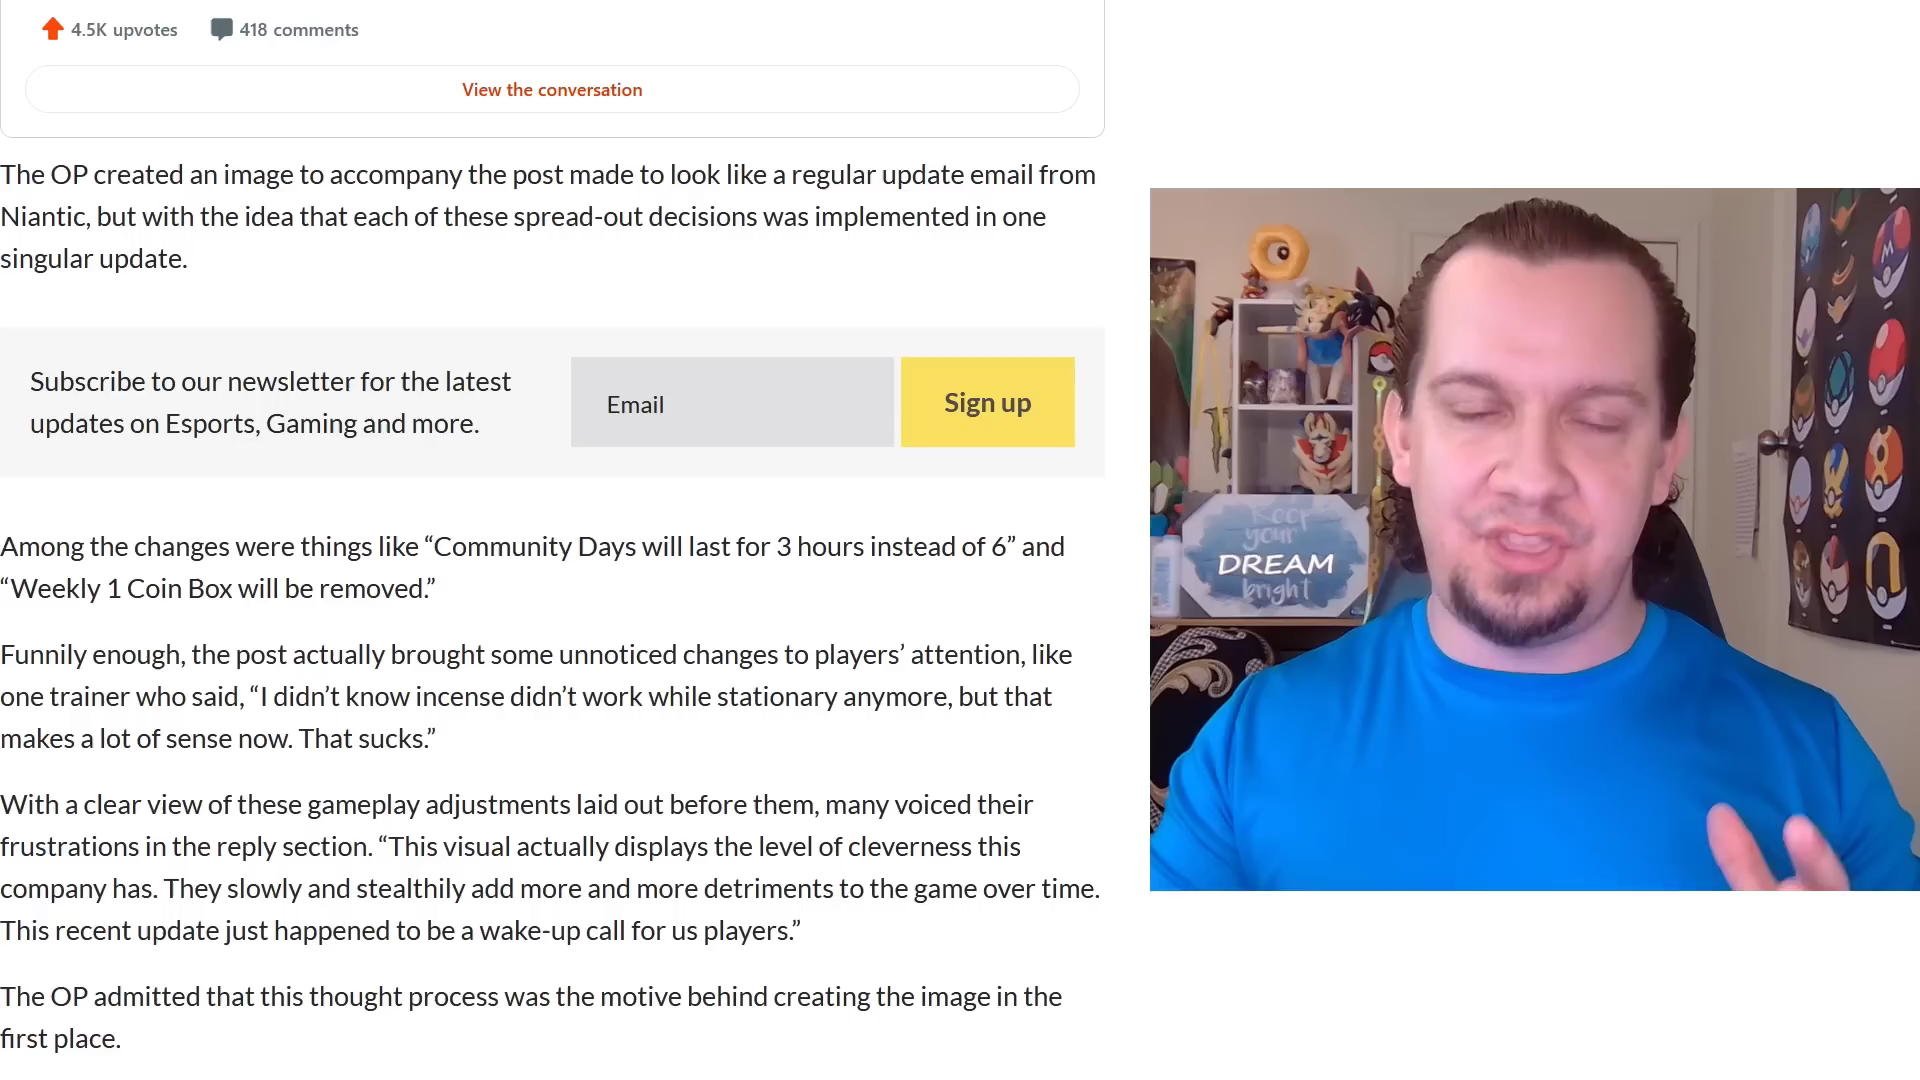 4.5K upvotes 418 comments
View the conversation
The OP created an image to accompany the post made to look like a regular update email from
Niantic, but with the idea that each of these spread-out decisions was implemented in one
singular update.
Subscribe to our newsletter for the latest
updates on Esports, Gaming and more.
Email
Sign up
Among the changes were things like “Community Days will last for 3 hours instead of 6” and
“Weekly 1 Coin Box will be removed.”
Funnily enough, the post actually brought some unnoticed changes to players’ attention, like
one trainer who said, “I didn’t know incense didn’t work while stationary anymore, but that
makes a lot of sense now. That sucks.”
With a clear view of these gameplay adjustments laid out before them, many voiced their
frustrations in the reply section. “This visual actually displays the level of cleverness this
company has. They slowly and stealthily add more and more detriments to the game over time.
This recent update just happened to be a wake-up call for us players.”
The OP admitted that this thought process was the motive behind creating the image in the
first place.
Keep
your
DREAM
bright